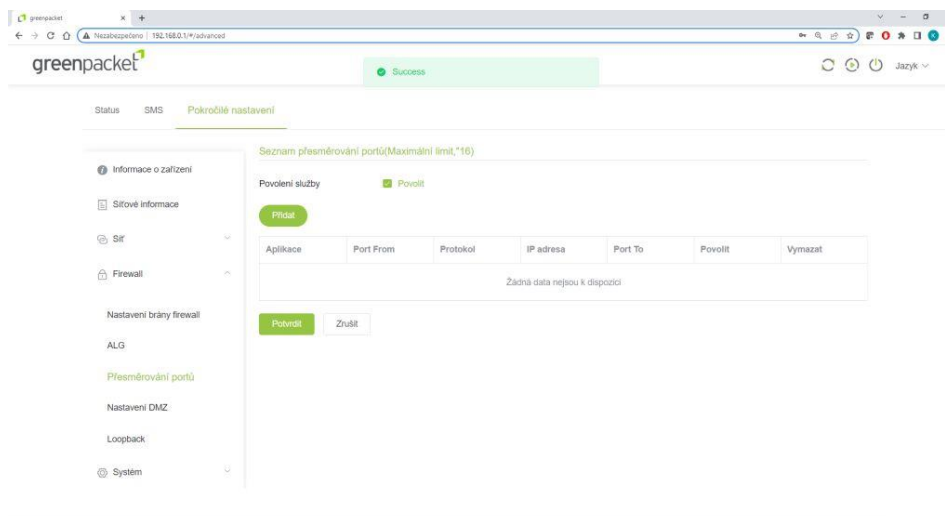 greenpacket
Nezabezpečeno | 192.168.0.1/#/advanced
greenpacket
Success
Jazyk
Status SMS Pokročilé nastavení
Seznam přesměrování portů(Maximální limit,"16)
Informace o zařízení
Povolení služby Povolit
Síťové informace
Přidat
Síť
Aplikace Port From Protokol IP adresa Port To Povolit Vymazat
Firewall
Žádná data nejsou k dispozici
Nastavení brány firewall
Potvrdit Zrušit
ALG
Přesměrování portů
Nastavení DMZ
Loopback
Systém